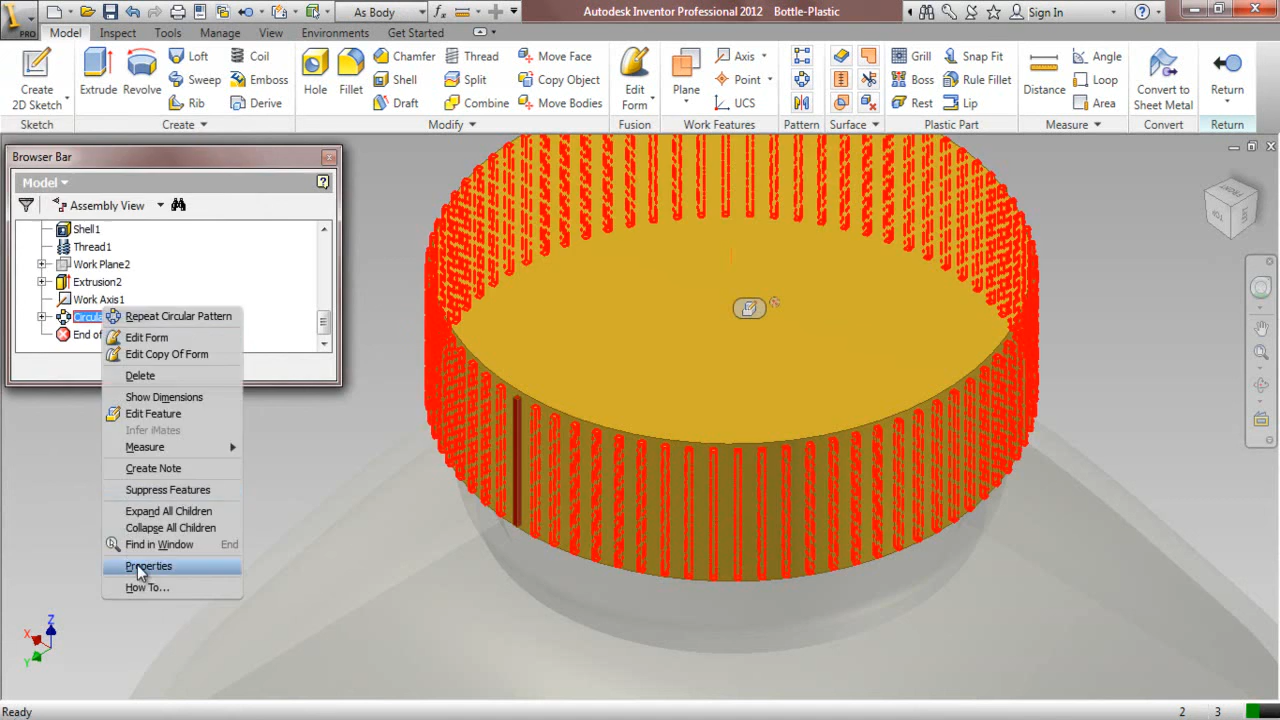 PRO
As Body
Autodesk Inventor Professional 2012 Bottle-Plastic
Sign In
Model Inspect Tools Manage View Environments Get Started
Create
2D Sketch
Sketch
Extrude
Revolve
Loft
Sweep
Rib
Coil
Emboss
Derive
Create
Hole
Fillet
Chamfer
Shell
Draft
Thread
Split
Combine
Move Face
Copy Object
Move Bodies
Modify
Edit
Form
Fusion
Plane
Axis
Point
UCS
Work Features
Pattern
Surface
Grill
Boss
Rest
Snap Fit
Rule Fillet
Lip
Plastic Part
Distance
Angle
Loop
Area
Measure
Convert to
Sheet Metal
Convert
Return
Return
Browser Bar
Model
Assembly View
Shell1
Thread1
Work Plane2
Extrusion2
Work Axis1
Circula
End of
Repeat Circular Pattern
Edit Form
Edit Copy Of Form
Delete
Show Dimensions
Edit Feature
Infer iMates
Measure
Create Note
Suppress Features
Expand All Children
Collapse All Children
Find in Window End
Properties
How To...
FRONT
TOP
X
Y
Z
Ready
2 3